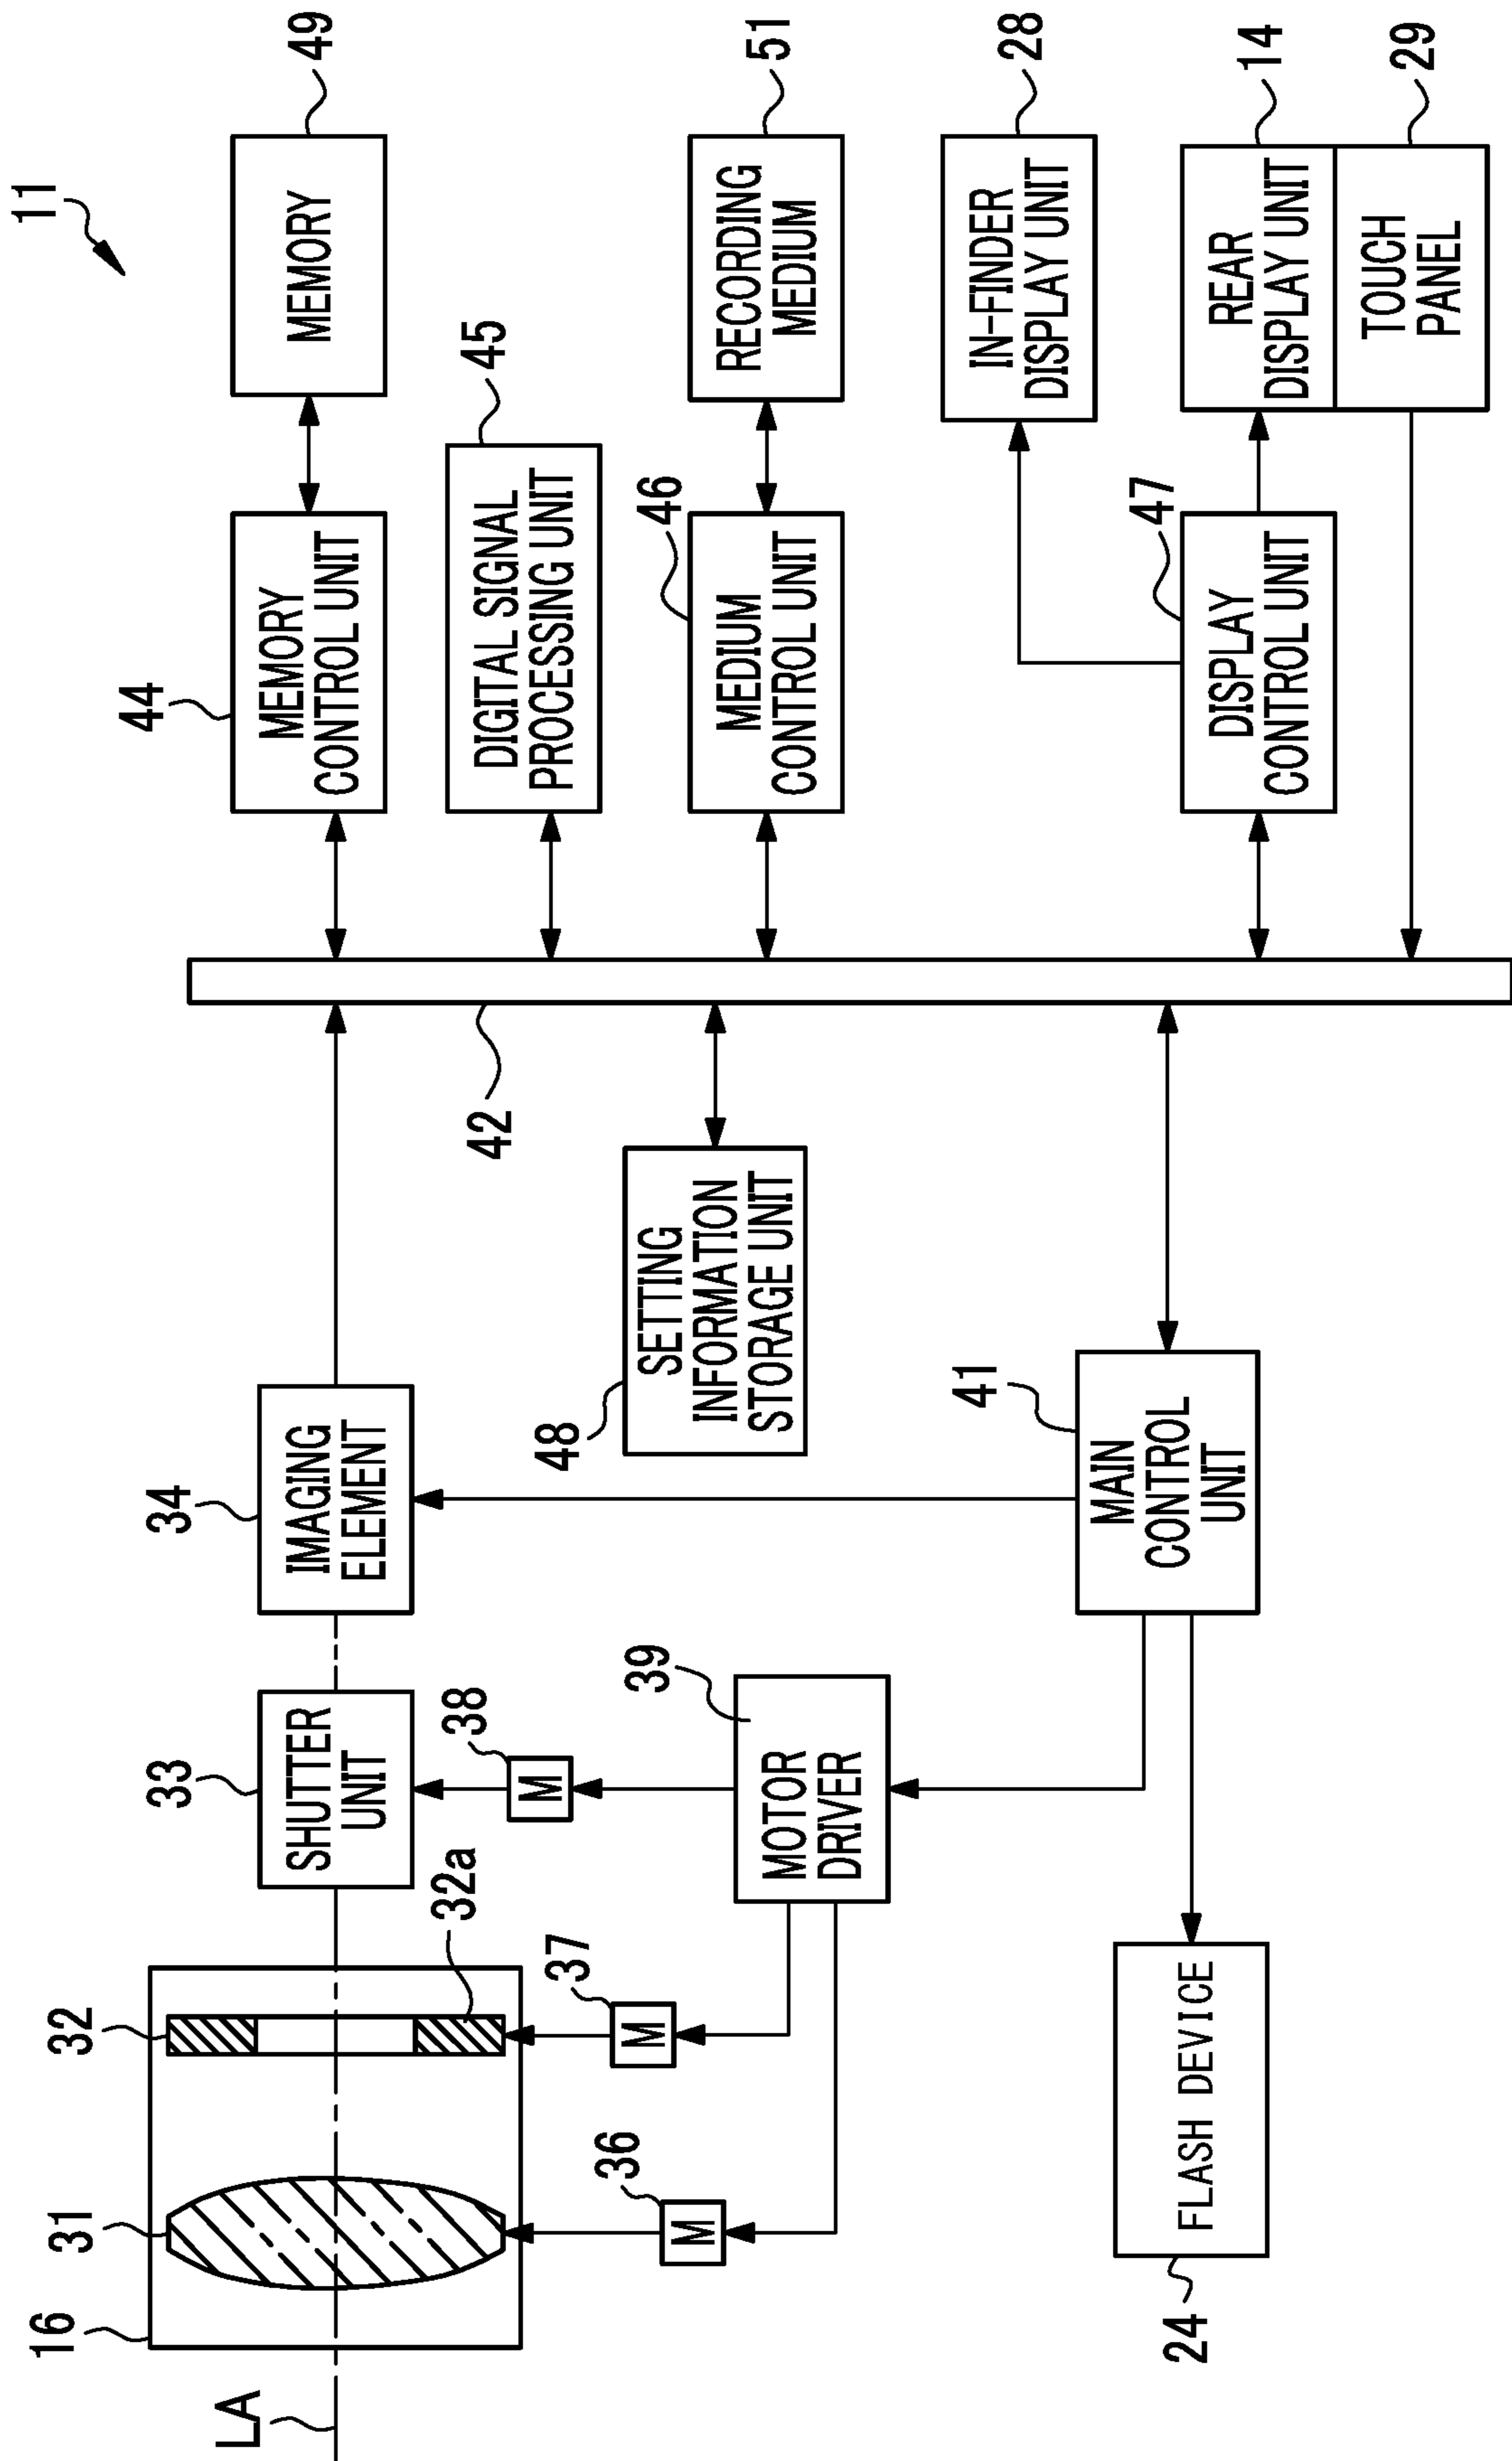 11
LA
16
31
32
32a
33
SHUTTER
UNIT
34
IMAGING
ELEMENT
36
M
37
M
38
M
39
MOTOR
DRIVER
24
FLASH DEVICE
41
MAIN
CONTROL
UNIT
48
SETTING
INFORMATION
STORAGE UNIT
42
44
MEMORY
CONTROL UNIT
49
MEMORY
45
DIGITAL SIGNAL
PROCESSING UNIT
46
MEDIUM
CONTROL UNIT
51
RECORDING
MEDIUM
28
IN-FINDER
DISPLAY UNIT
47
DISPLAY
CONTROL UNIT
14
REAR
DISPLAY UNIT
29
TOUCH
PANEL